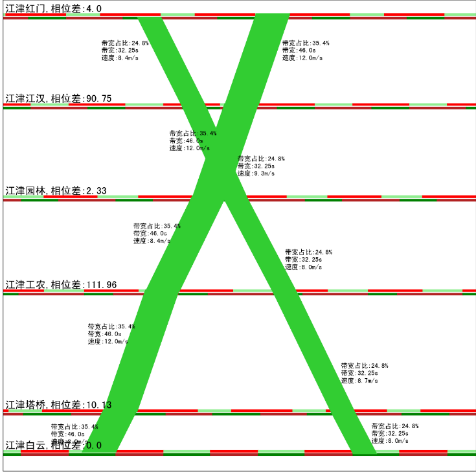 江津红门,相位差:4.0
带宽占比:24.8%
带宽:32.25s
速度:8.4m/s
带宽占比:35.4%
带宽:46.0s
速度:12.0m/s
江津江汉,相位差:90.75
带宽占比:35.4%
带宽:46.0s
速度:12.0m/s
带宽占比:24.8%
带宽:32.25s
速度:9.3m/s
江津园林,相位差:2.33
带宽占比:35.4%
带宽:46.0s
速度:8.4m/s
带宽占比:24.8%
带宽:32.25s
速度:8.0m/s
江津工农,相位差:111.96
带宽占比:35.4%
带宽:46.0s
速度:12.0m/s
带宽占比:24.8%
带宽:32.25s
速度:8.7m/s
江津塔桥,相位差:10.13
带宽占比:35.4%
带宽:46.0s
带宽占比:24.8%
带宽:32.25s
速度:8.0m/s
江津白云,相位差:0.0